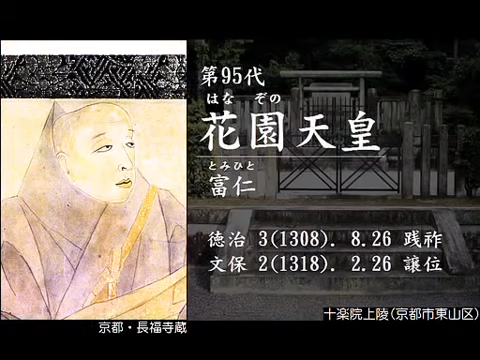 第95代
はな ぞの
花園天皇
とみひと
富仁
徳治 3(1308). 8.26 践祚
文保 2(1318). 2.26 譲位
十楽院上陵(京都市東山区)
京都・長福寺蔵